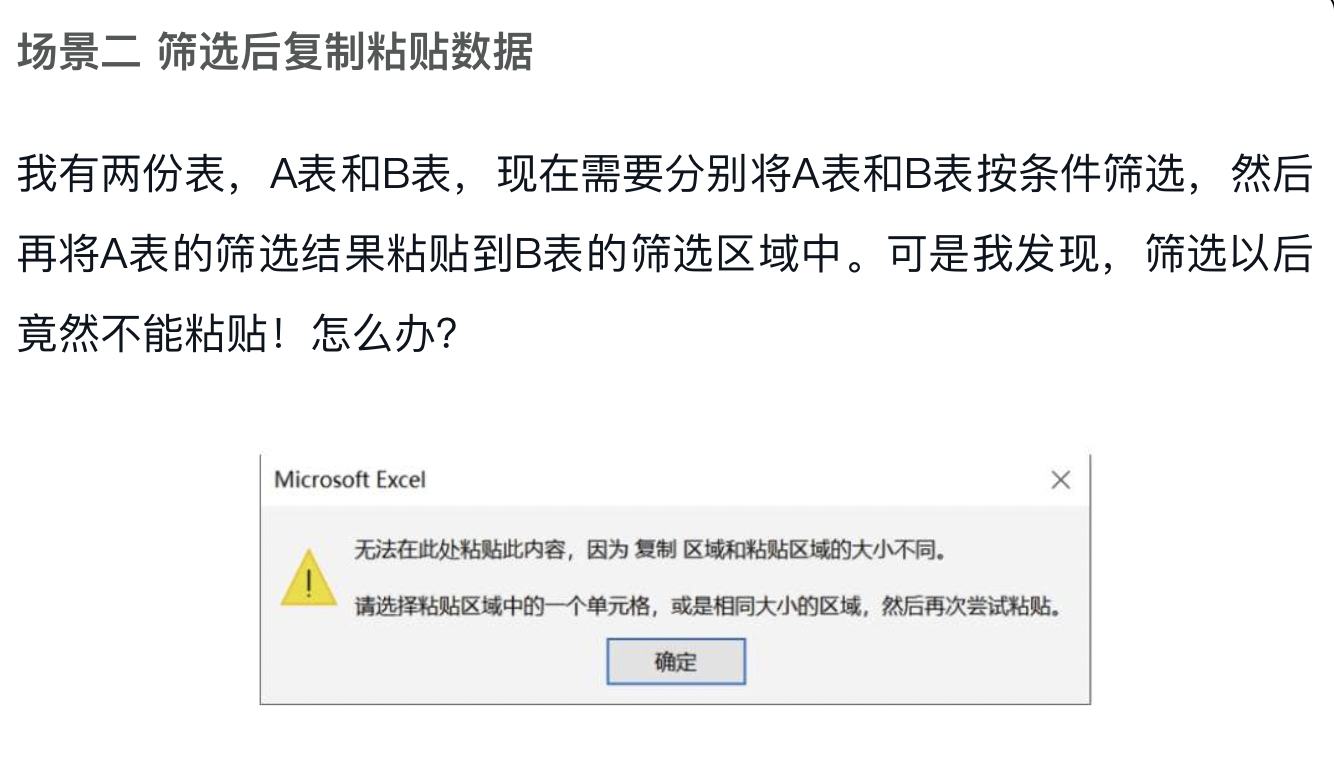 场景二 筛选后复制粘贴数据
我有两份表，A表和B表，现在需要分别将A表和B表按条件筛选，然后
再将A表的筛选结果粘贴到B表的筛选区域中。可是我发现，筛选以后
竟然不能粘贴！怎么办？
Microsoft Excel
无法在此处粘贴此内容，因为 复制 区域和粘贴区域的大小不同。
请选择粘贴区域中的一个单元格，或是相同大小的区域，然后再次尝试粘贴。
确定